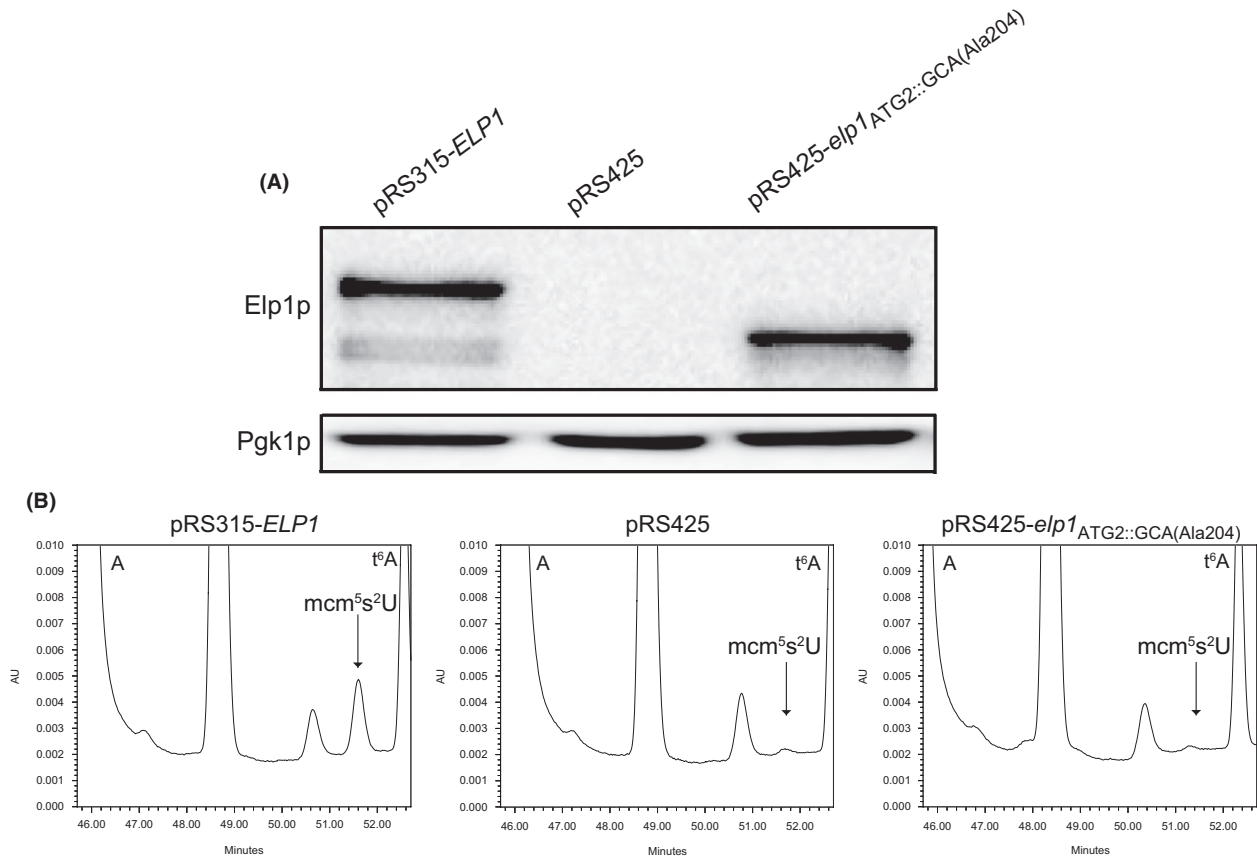 (A)
pRS315-ELP1
pRS425
pRS425-elp1ATG2::GCA(Ala204)
Elp1p
Pgk1p
(B)
pRS315-ELP1
pRS425
pRS425-elp1ATG2::GCA(Ala204)
0.010
0.009
0.008
0.007
0.006
0.005
0.004
0.003
0.002
0.001
0.000
AU
A
t⁶A
mcm⁵s²U
46.00 47.00 48.00 49.00 50.00 51.00 52.00
Minutes
0.010
0.009
0.008
0.007
0.006
0.005
0.004
0.003
0.002
0.001
0.000
AU
A
t⁶A
mcm⁵s²U
46.00 47.00 48.00 49.00 50.00 51.00 52.00
Minutes
0.010
0.009
0.008
0.007
0.006
0.005
0.004
0.003
0.002
0.001
0.000
AU
A
t⁶A
mcm⁵s²U
46.00 47.00 48.00 49.00 50.00 51.00 52.00
Minutes